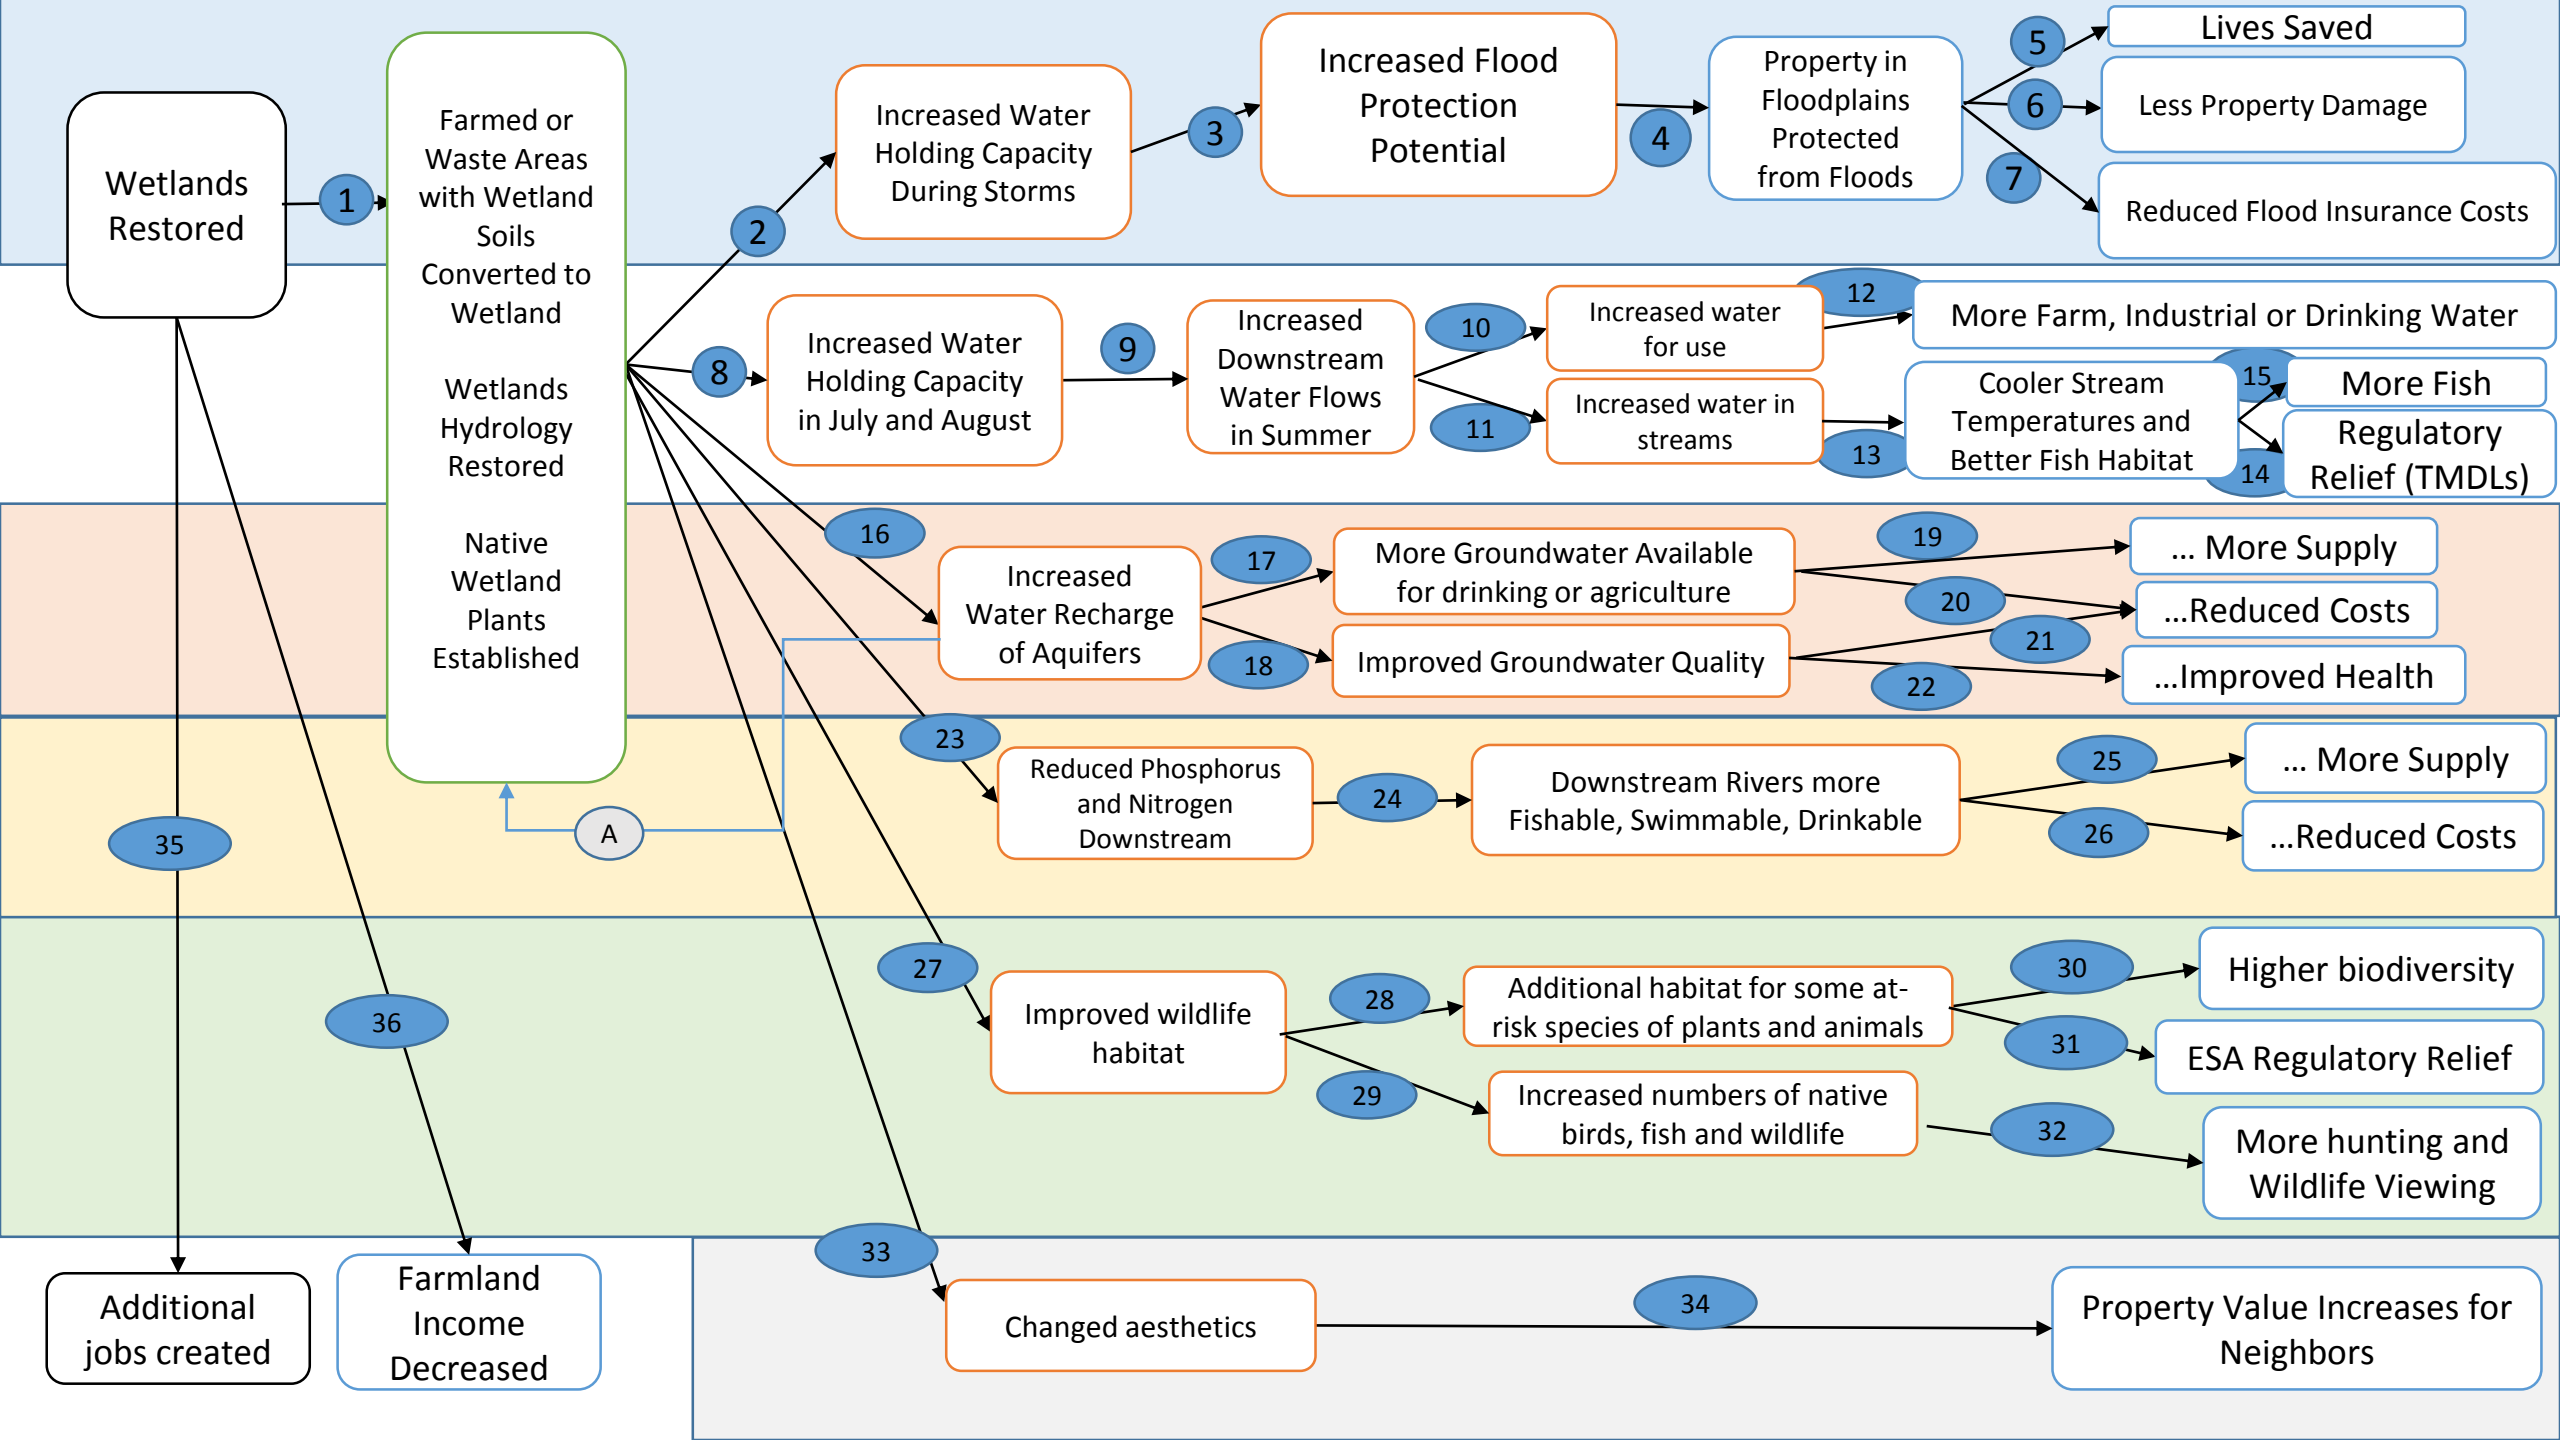 Wetlands
Restored
1
Farmed or
Waste Areas
with Wetland
Soils
Converted to
Wetland
Wetlands
Hydrology
Restored
Native
Wetland
Plants
Established
2
Increased Water
Holding Capacity
During Storms
3
Increased Flood
Protection
Potential
4
Property in
Floodplains
Protected
from Floods
5
Lives Saved
6
Less Property Damage
7
Reduced Flood Insurance Costs
8
Increased Water
Holding Capacity
in July and August
9
Increased
Downstream
Water Flows
in Summer
10
Increased water
for use
12
More Farm, Industrial or Drinking Water
11
Increased water in
streams
13
Cooler Stream
Temperatures and
Better Fish Habitat
15
More Fish
14
Regulatory
Relief (TMDLs)
16
Increased
Water Recharge
of Aquifers
17
More Groundwater Available
for drinking or agriculture
19
... More Supply
20
...Reduced Costs
18
Improved Groundwater Quality
21
22
...Improved Health
A
23
Reduced Phosphorus
and Nitrogen
Downstream
24
Downstream Rivers more
Fishable, Swimmable, Drinkable
25
... More Supply
26
...Reduced Costs
27
Improved wildlife
habitat
28
Additional habitat for some at-
risk species of plants and animals
30
Higher biodiversity
31
ESA Regulatory Relief
29
Increased numbers of native
birds, fish and wildlife
32
More hunting and
Wildlife Viewing
33
Changed aesthetics
34
Property Value Increases for
Neighbors
35
Additional
jobs created
36
Farmland
Income
Decreased